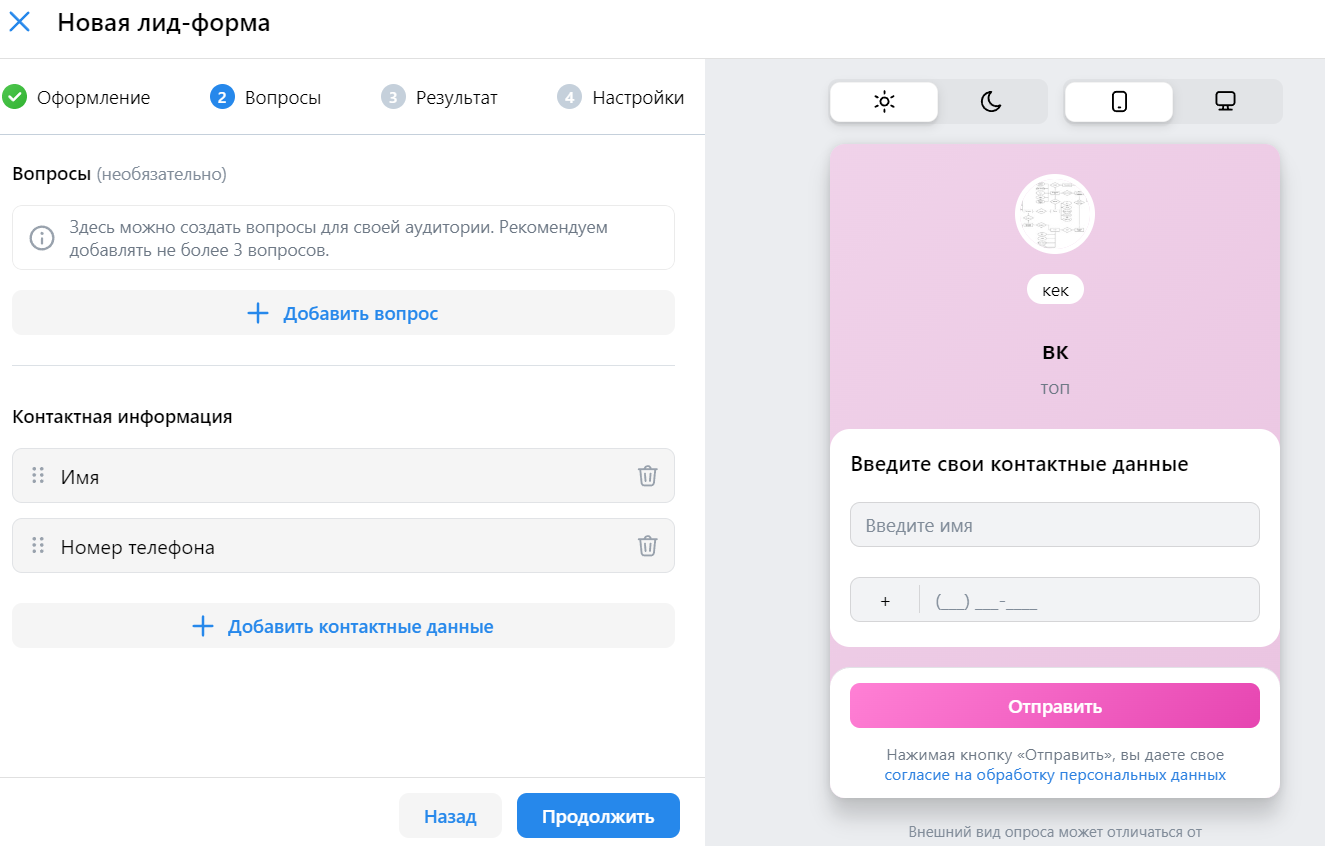 Новая лид-форма
Оформление
2 Вопросы
3 Результат
4 Настройки
Вопросы (необязательно)
Здесь можно создать вопросы для своей аудитории. Рекомендуем
добавлять не более 3 вопросов.
Добавить вопрос
Контактная информация
Имя
Номер телефона
Добавить контактные данные
Назад
Продолжить
кек
вк
топ
Введите свои контактные данные
Введите имя
+ (__) __-___
Отправить
Нажимая кнопку «Отправить», вы даете свое
согласие на обработку персональных данных
Внешний вид опроса может отличаться от